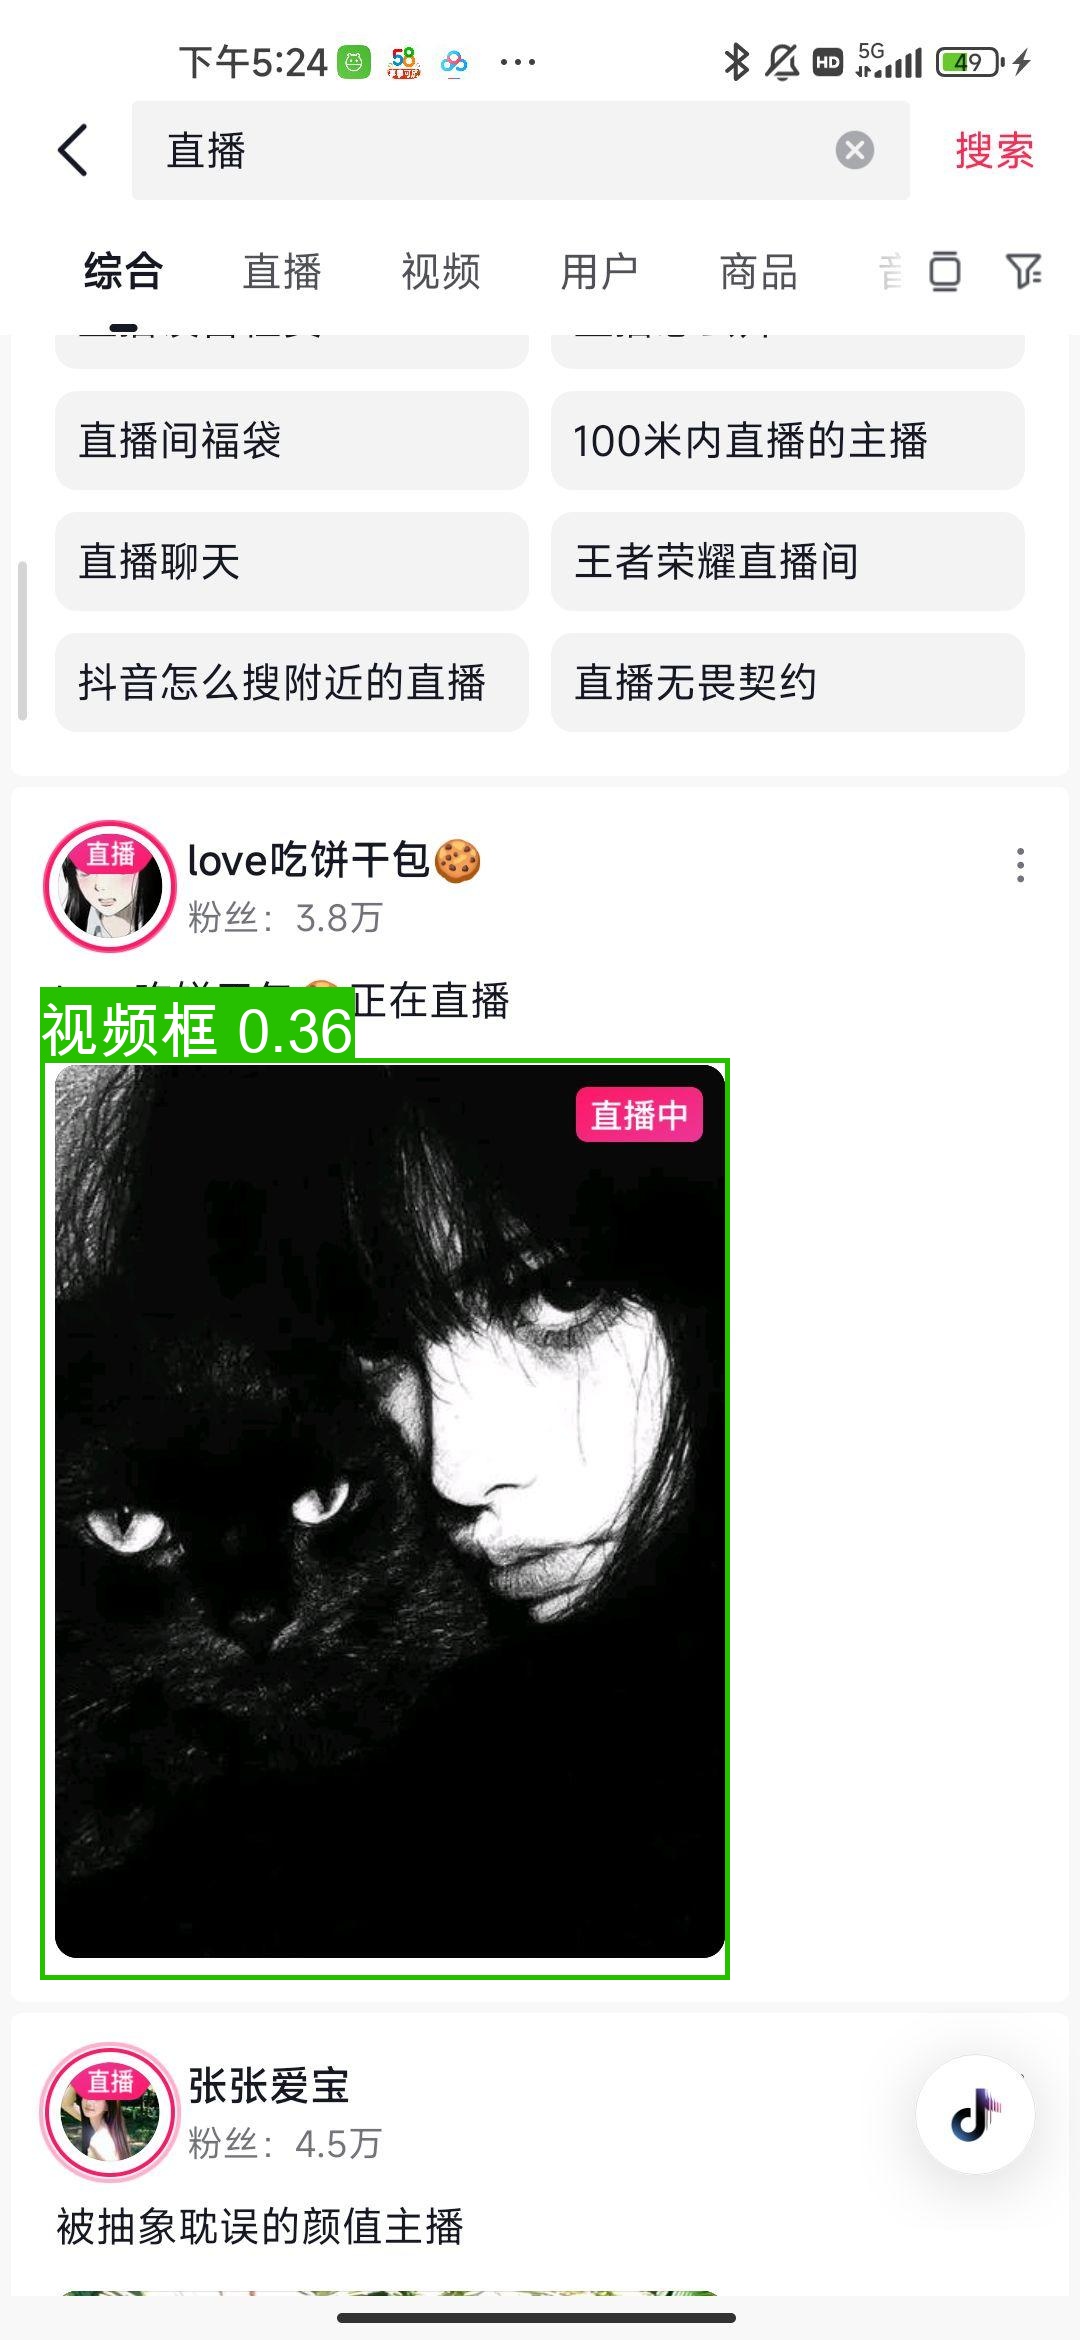 下午5:24 58 ... HD 5G 49
直播
搜索
综合 直播 视频 用户 商品
直播间福袋
100米内直播的主播
直播聊天
王者荣耀直播间
抖音怎么搜附近的直播
直播无畏契约
直播
love吃饼干包🍪
粉丝：3.8万
正在直播
视频框 0.36
直播中
直播
张张爱宝
粉丝：4.5万
被抽象耽误的颜值主播